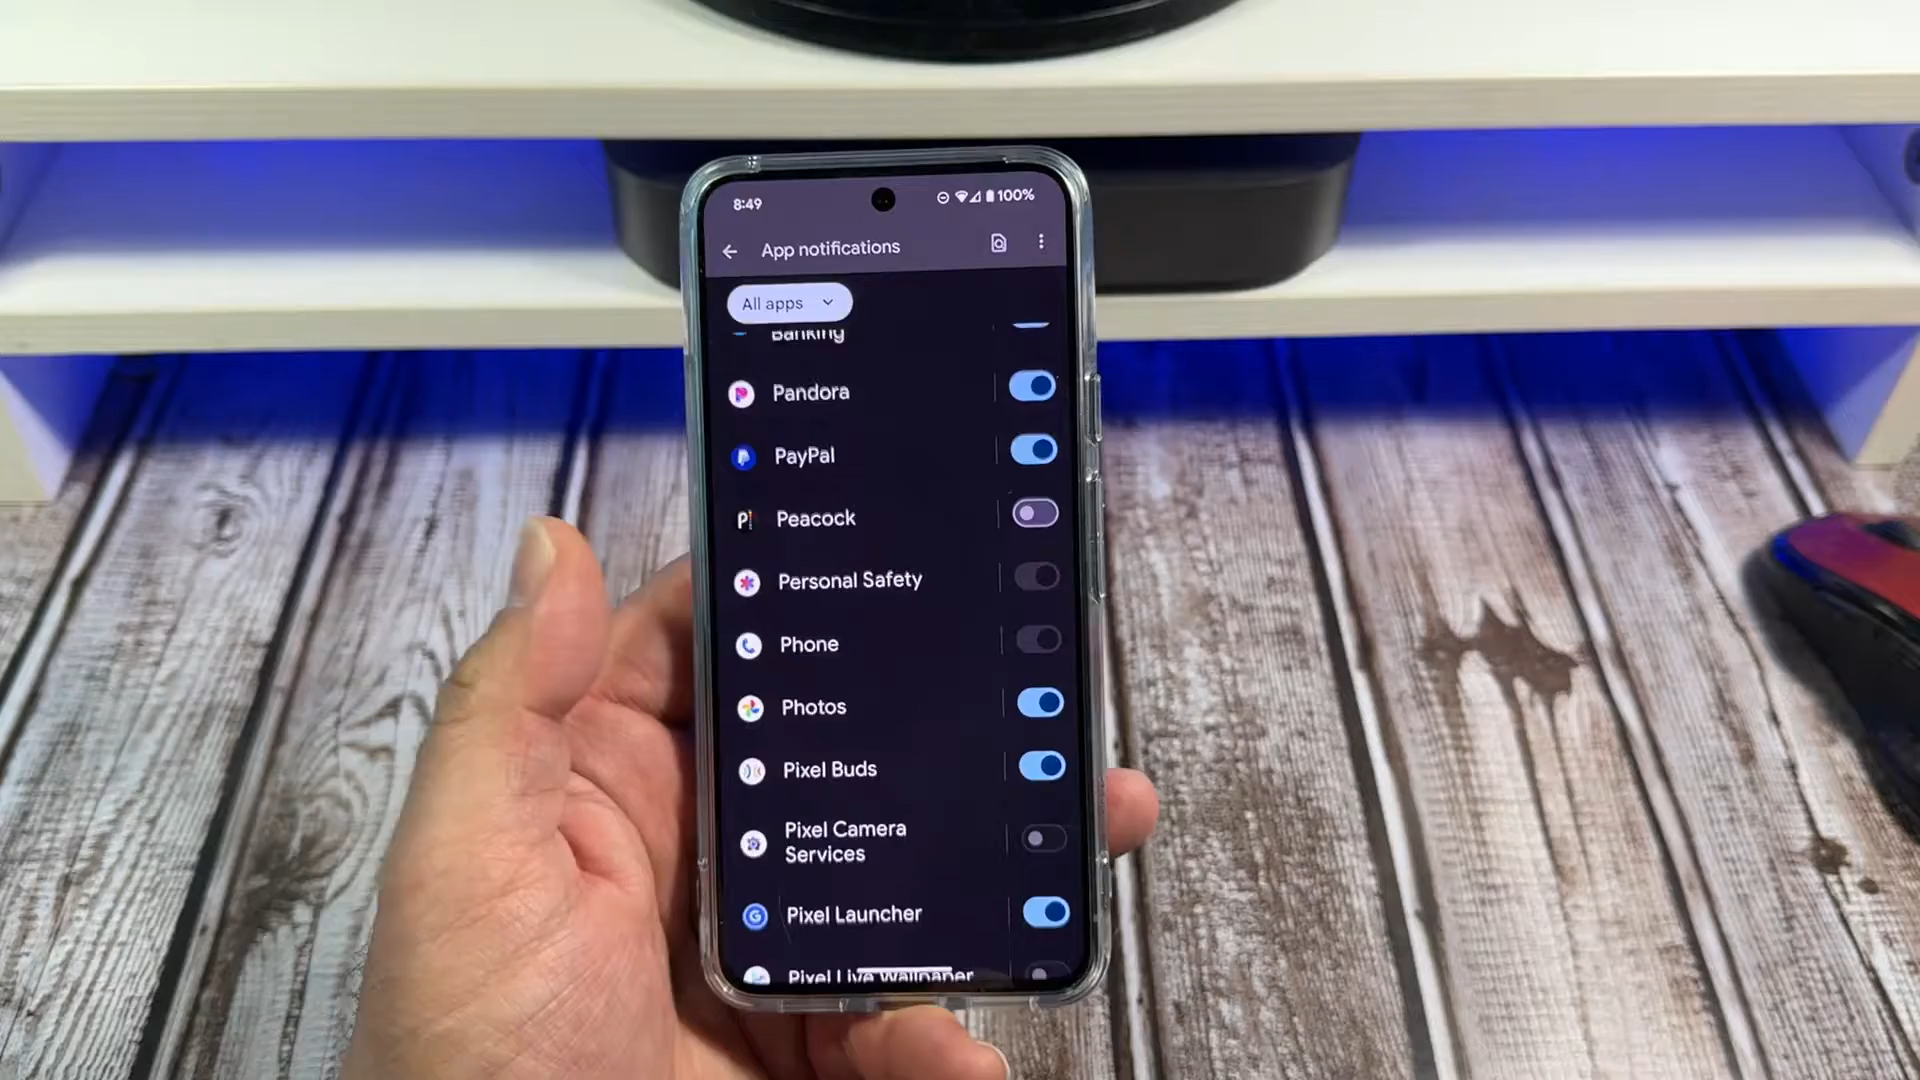 8:49
100%
App notifications
All apps
Banking
Pandora
PayPal
Peacock
Personal Safety
Phone
Photos
Pixel Buds
Pixel Camera
Services
Pixel Launcher
Pixel Live Wallpaper